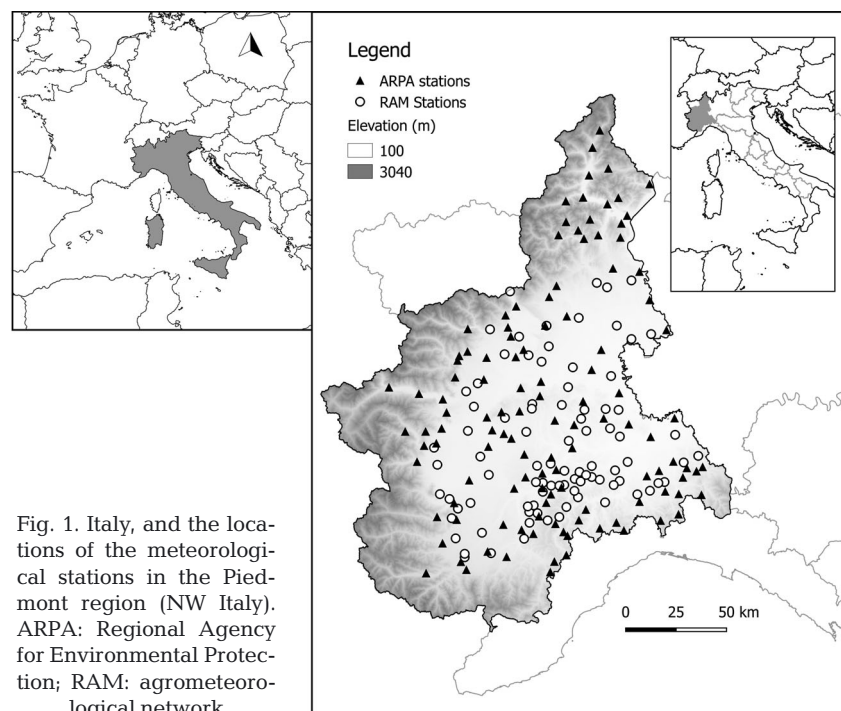 Legend
ARPA stations
RAM Stations
Elevation (m)
100
3040
0 25 50 km
Fig. 1. Italy, and the loca-
tions of the meteorologi-
cal stations in the Pied-
mont region (NW Italy).
ARPA: Regional Agency
for Environmental Protec-
tion; RAM: agrometeoro-
logical network